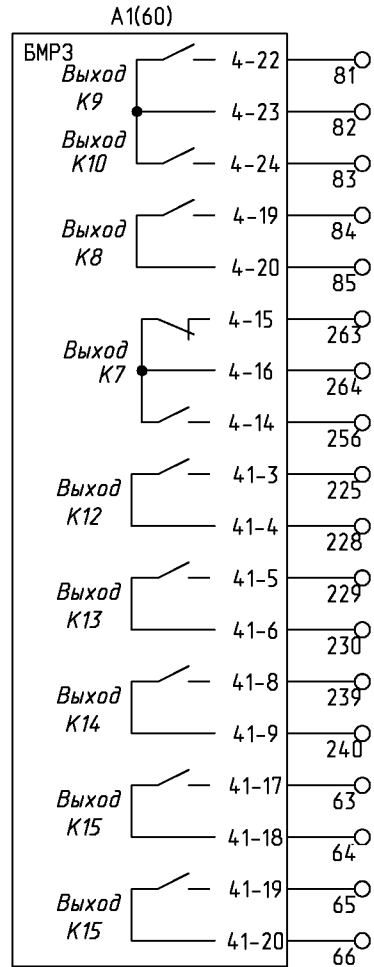 A1(60)
БМРЗ
Выход
К9
4-22
81
4-23
82
Выход
К10
4-24
83
Выход
К8
4-19
84
4-20
85
Выход
К7
4-15
263
4-16
264
4-14
256
Выход
К12
41-3
225
41-4
228
Выход
К13
41-5
229
41-6
230
Выход
К14
41-8
239
41-9
240
Выход
К15
41-17
63
41-18
64
Выход
К15
41-19
65
41-20
66